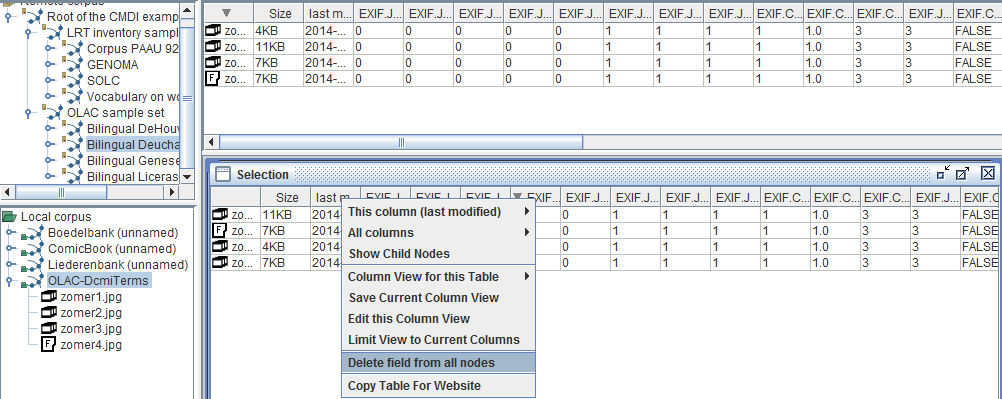 Remote corpus
Root of the CMDI examp
LRT inventory sampl
Corpus PAAU 92
GENOMA
SOLC
Vocabulary on wo
OLAC sample set
Bilingual DeHouv
Bilingual Deucha
Bilingual Genese
Bilingual Liceras
Local corpus
Boedelbank (unnamed)
ComicBook (unnamed)
Liederenbank (unnamed)
OLAC-DcmiTerms
zomer1.jpg
zomer2.jpg
zomer3.jpg
zomer4.jpg
Size last m... EXIF.J... EXIF.J... EXIF.J... EXIF.J... EXIF.J... EXIF.J... EXIF.J... EXIF.J... EXIF.J... EXIF.C... EXIF.C... EXIF.J... EXIF.C
zo... 4KB 2014-... 0 0 0 0 0 1 1 1 1 1.0 3 3 FALSE
zo... 11KB 2014-... 0 0 0 0 0 1 1 1 1 1.0 3 3 FALSE
zo... 7KB 2014-... 0 0 0 0 0 1 1 1 1 1.0 3 3 FALSE
F zo... 7KB 2014-... 0 0 0 0 0 1 1 1 1 1.0 3 3 FALSE
Selection
Size last m EXIF.J EXIF.J EXIF.J EXIF... EXIF.J... EXIF.J... EXIF.J... EXIF.J... EXIF.J... EXIF.C... EXIF.C... EXIF.J... EXIF.C
zo... 11KB 2014- 0 1 1 1 1 1.0 3 3 FALSE
F zo... 7KB 2014- 0 1 1 1 1 1.0 3 3 FALSE
zo... 4KB 2014- 0 1 1 1 1 1.0 3 3 FALSE
zo... 7KB 2014- 0 1 1 1 1 1.0 3 3 FALSE
This column (last modified)
All columns
Show Child Nodes
Column View for this Table
Save Current Column View
Edit this Column View
Limit View to Current Columns
Delete field from all nodes
Copy Table For Website